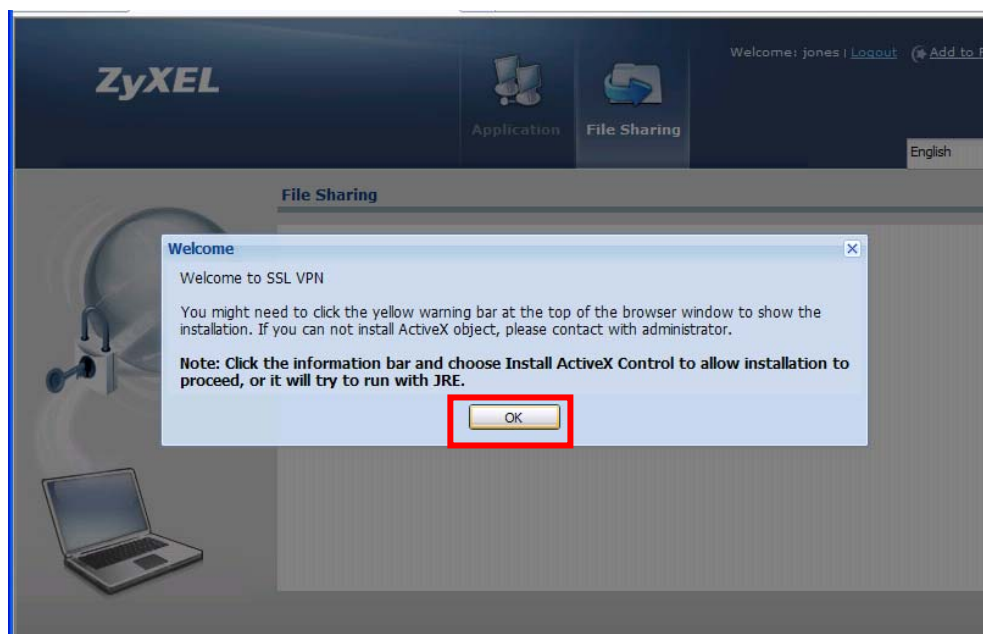 ZyXEL
Welcome: jones | Logout Add to
Application
File Sharing
English
File Sharing
Welcome
Welcome to SSL VPN
You might need to click the yellow warning bar at the top of the browser window to show the
installation. If you can not install ActiveX object, please contact with administrator.
Note: Click the information bar and choose Install ActiveX Control to allow installation to
proceed, or it will try to run with JRE.
OK